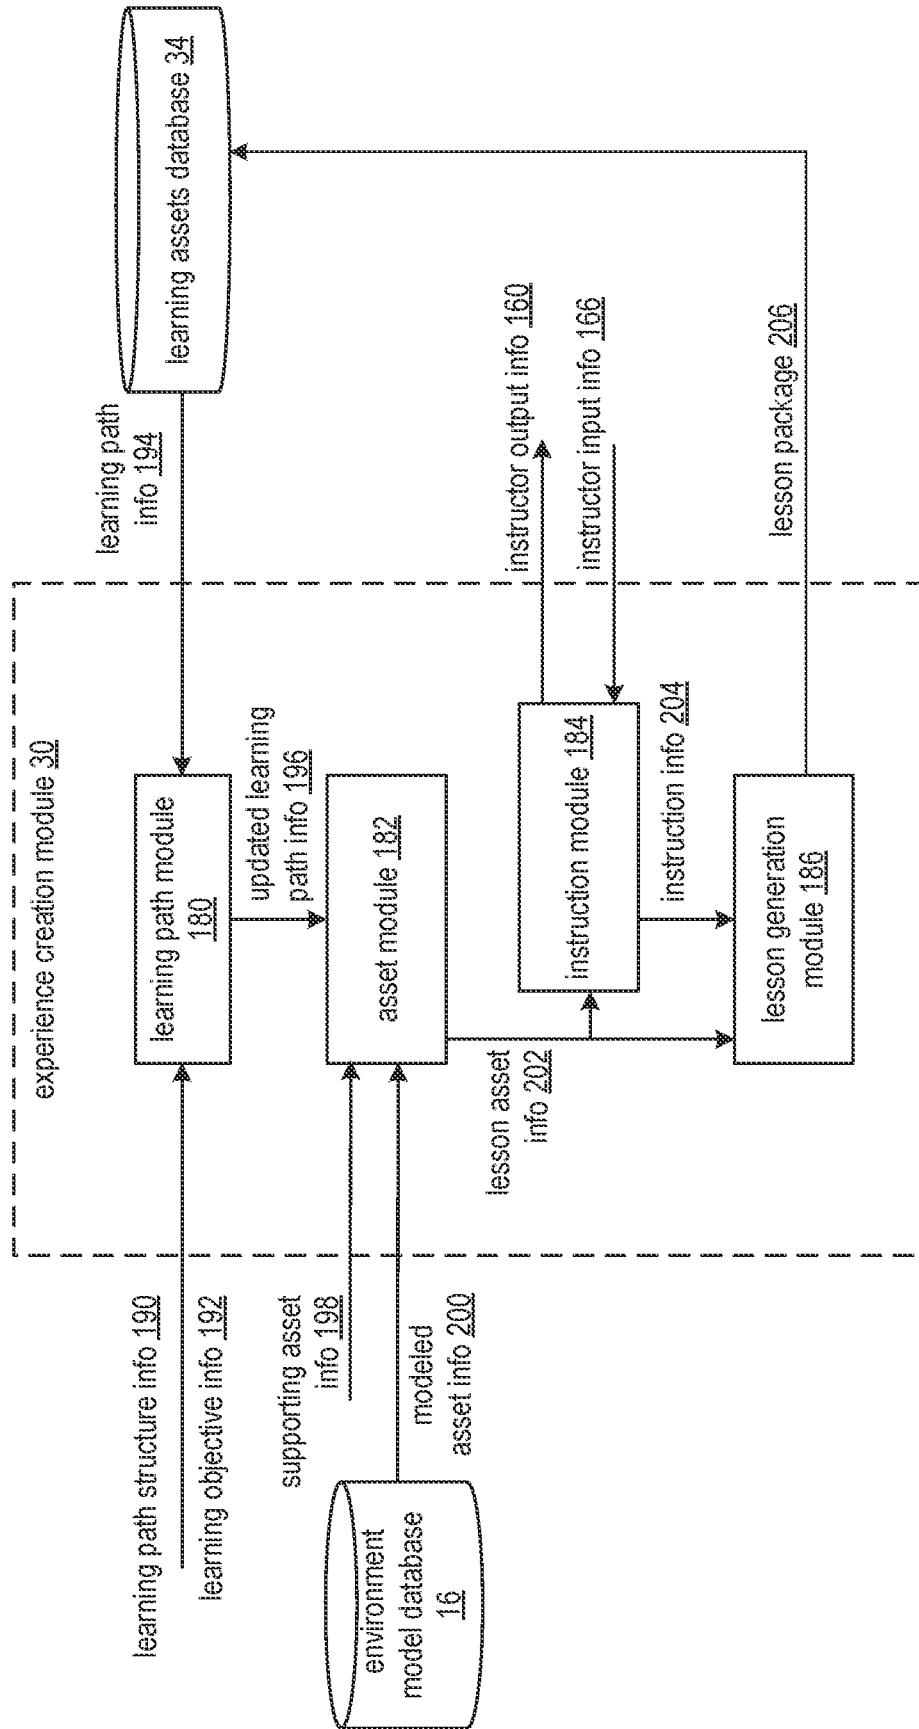 experience creation module 30
learning path structure info 190
learning objective info 192
learning path module
180
learning path
info 194
learning assets database 34
updated learning
path info 196
supporting asset
info 198
asset module 182
environment
model database
16
modeled
asset info 200
lesson asset
info 202
instruction module 184
instructor output info 160
instructor input info 166
instruction info 204
lesson generation
module 186
lesson package 206